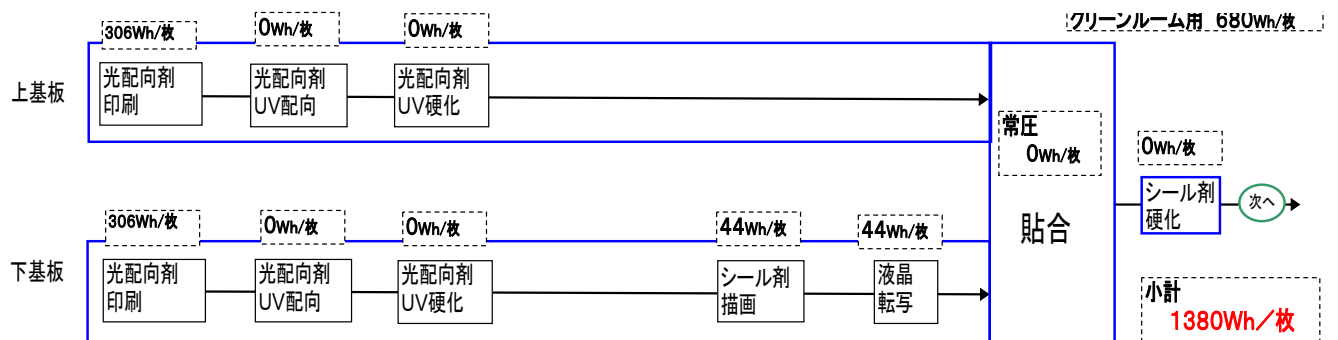 306Wh/枚
0Wh/枚
0Wh/枚
クリーンルーム用 680Wh/枚
上基板
光配向剤
印刷
光配向剤
UV配向
光配向剤
UV硬化
常圧
0Wh/枚
貼合
0Wh/枚
シール剤
硬化
次へ
306Wh/枚
0Wh/枚
0Wh/枚
44Wh/枚
44Wh/枚
下基板
光配向剤
印刷
光配向剤
UV配向
光配向剤
UV硬化
シール剤
描画
液晶
転写
小計
1380Wh/枚